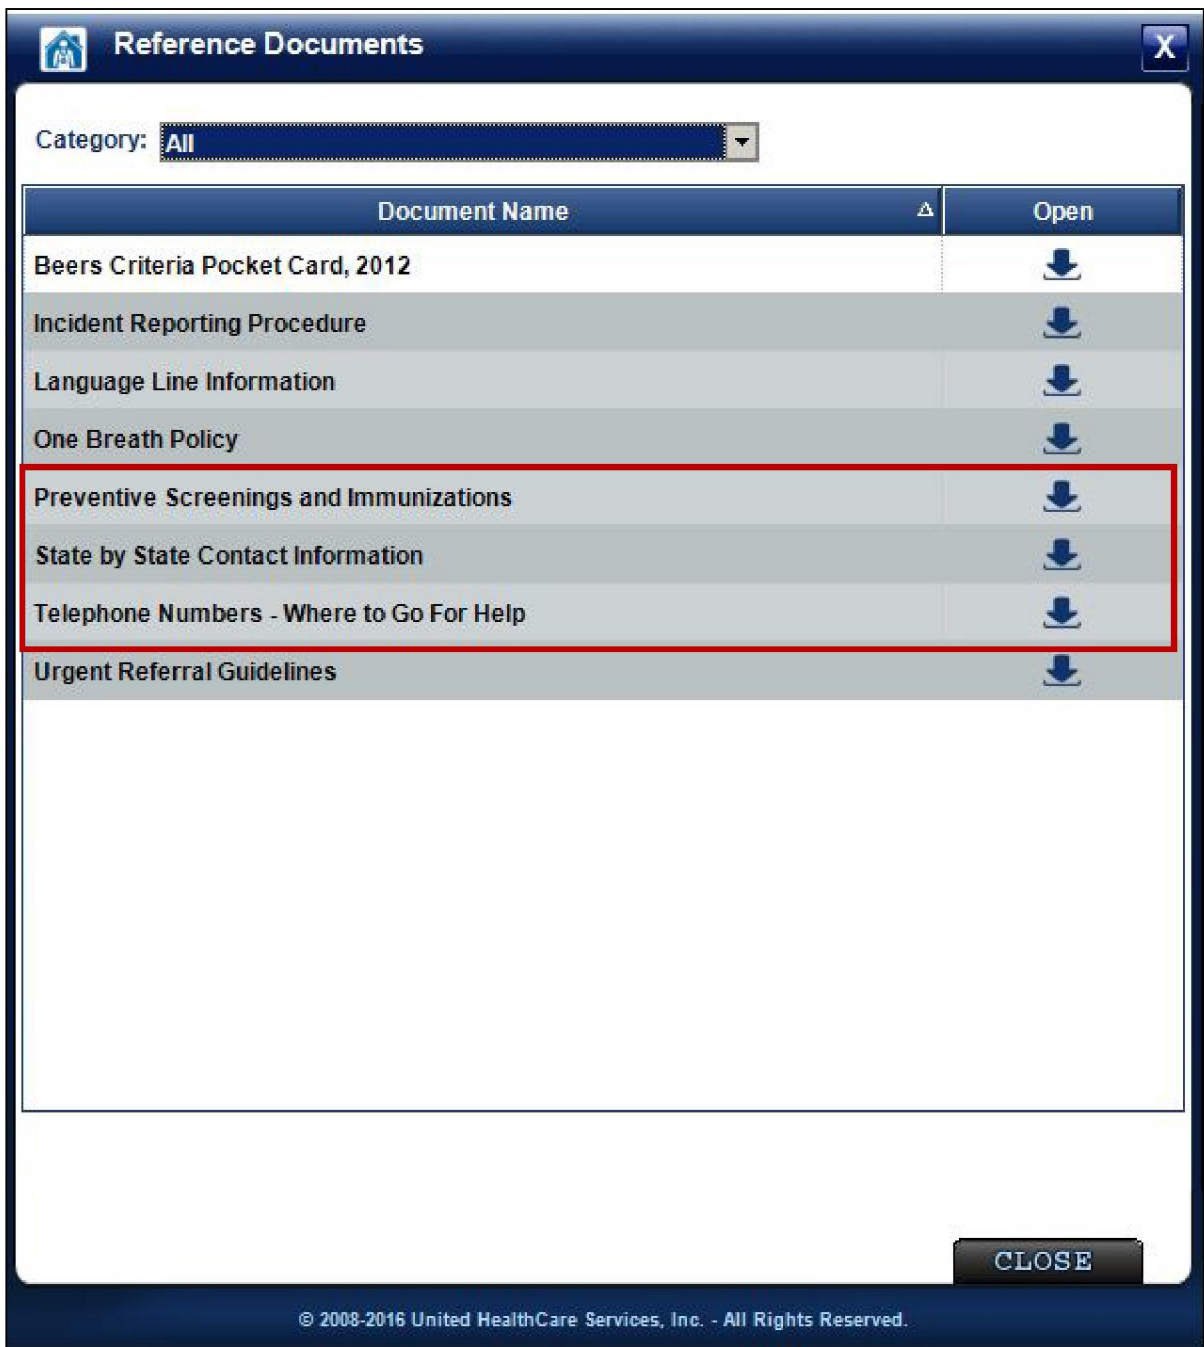 Reference Documents
X
Category: All
Document Name Open
Beers Criteria Pocket Card, 2012
Incident Reporting Procedure
Language Line Information
One Breath Policy
Preventive Screenings and Immunizations
State by State Contact Information
Telephone Numbers - Where to Go For Help
Urgent Referral Guidelines
CLOSE
© 2008-2016 United HealthCare Services, Inc. - All Rights Reserved.